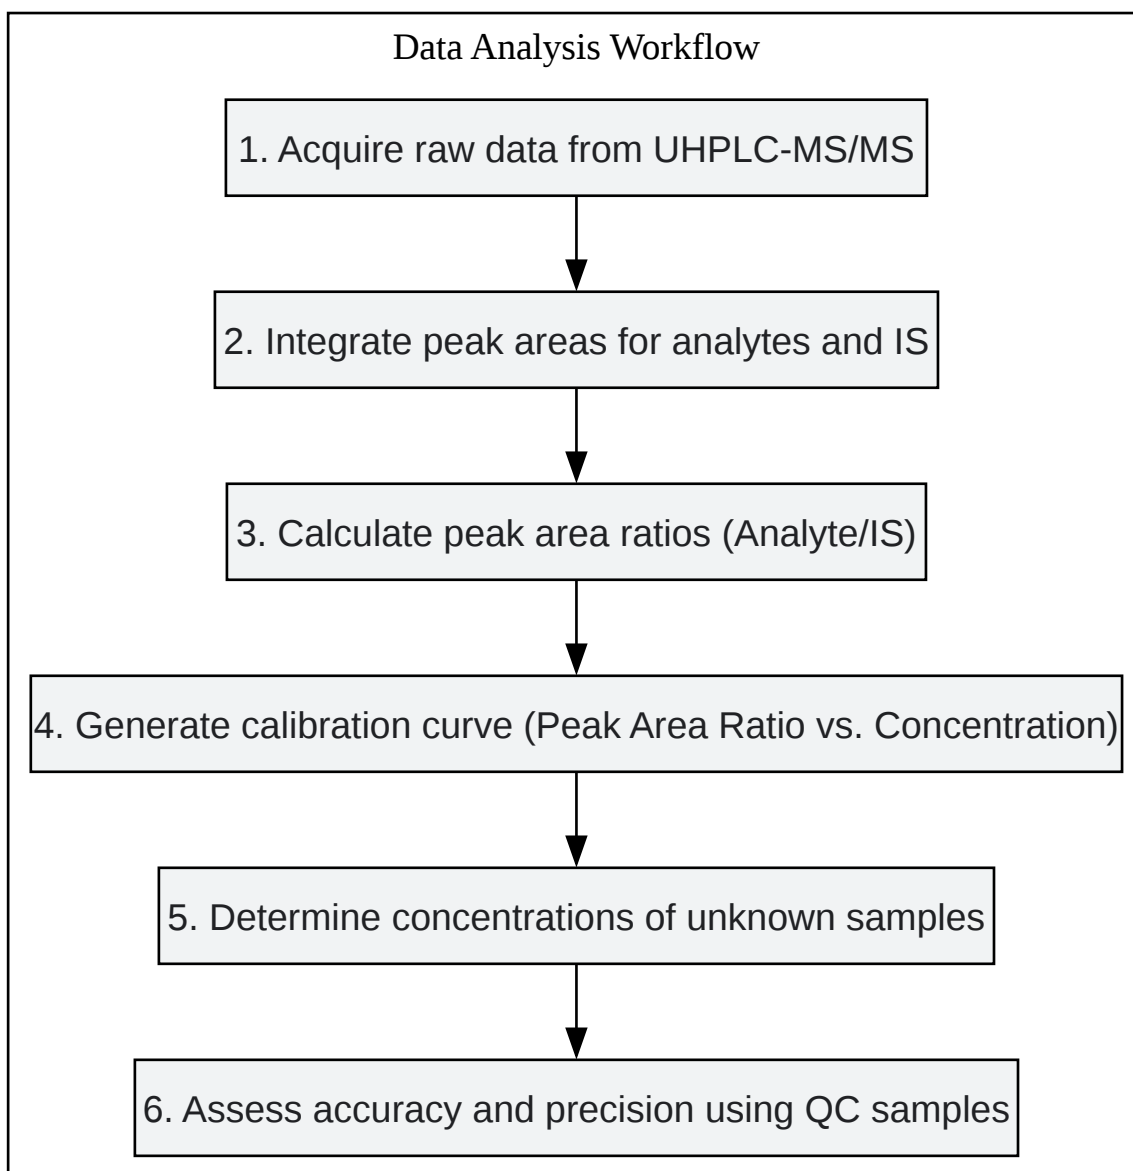 Data Analysis Workflow
1. Acquire raw data from UHPLC-MS/MS
2. Integrate peak areas for analytes and IS
3. Calculate peak area ratios (Analyte/IS)
4. Generate calibration curve (Peak Area Ratio vs. Concentration)
5. Determine concentrations of unknown samples
6. Assess accuracy and precision using QC samples